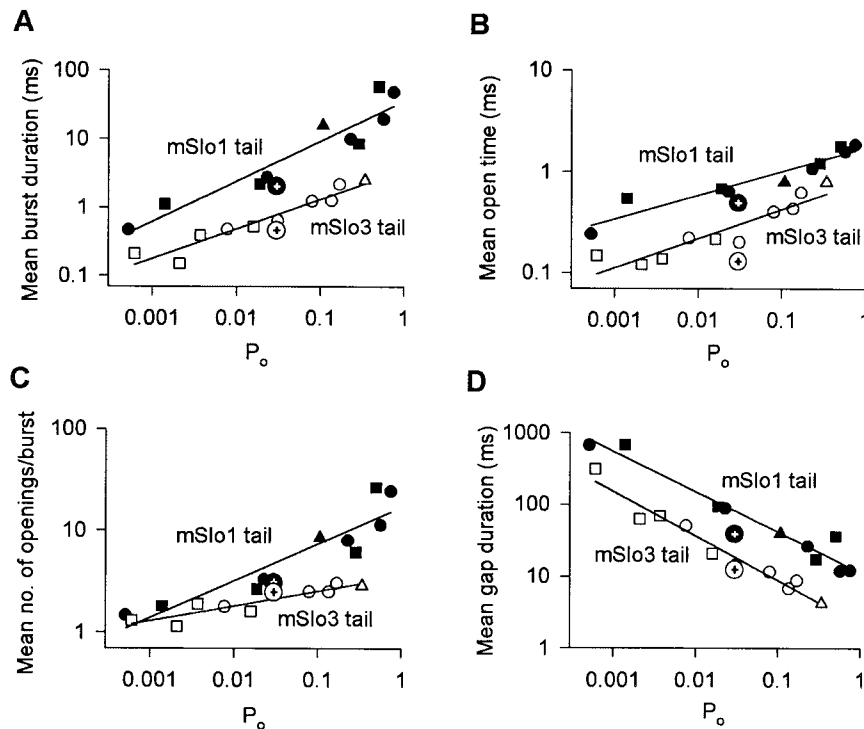 A
Mean burst duration (ms)
100
10
1
0.1
mSlo1 tail
mSlo3 tail
0.001
0.01
0.1
1
Po
B
Mean open time (ms)
10
1
0.1
mSlo1 tail
mSlo3 tail
0.001
0.01
0.1
1
Po
C
Mean no. of openings/burst
100
10
1
mSlo1 tail
mSlo3 tail
0.001
0.01
0.1
1
Po
D
Mean gap duration (ms)
1000
100
10
1
mSlo1 tail
mSlo3 tail
0.001
0.01
0.1
1
Po